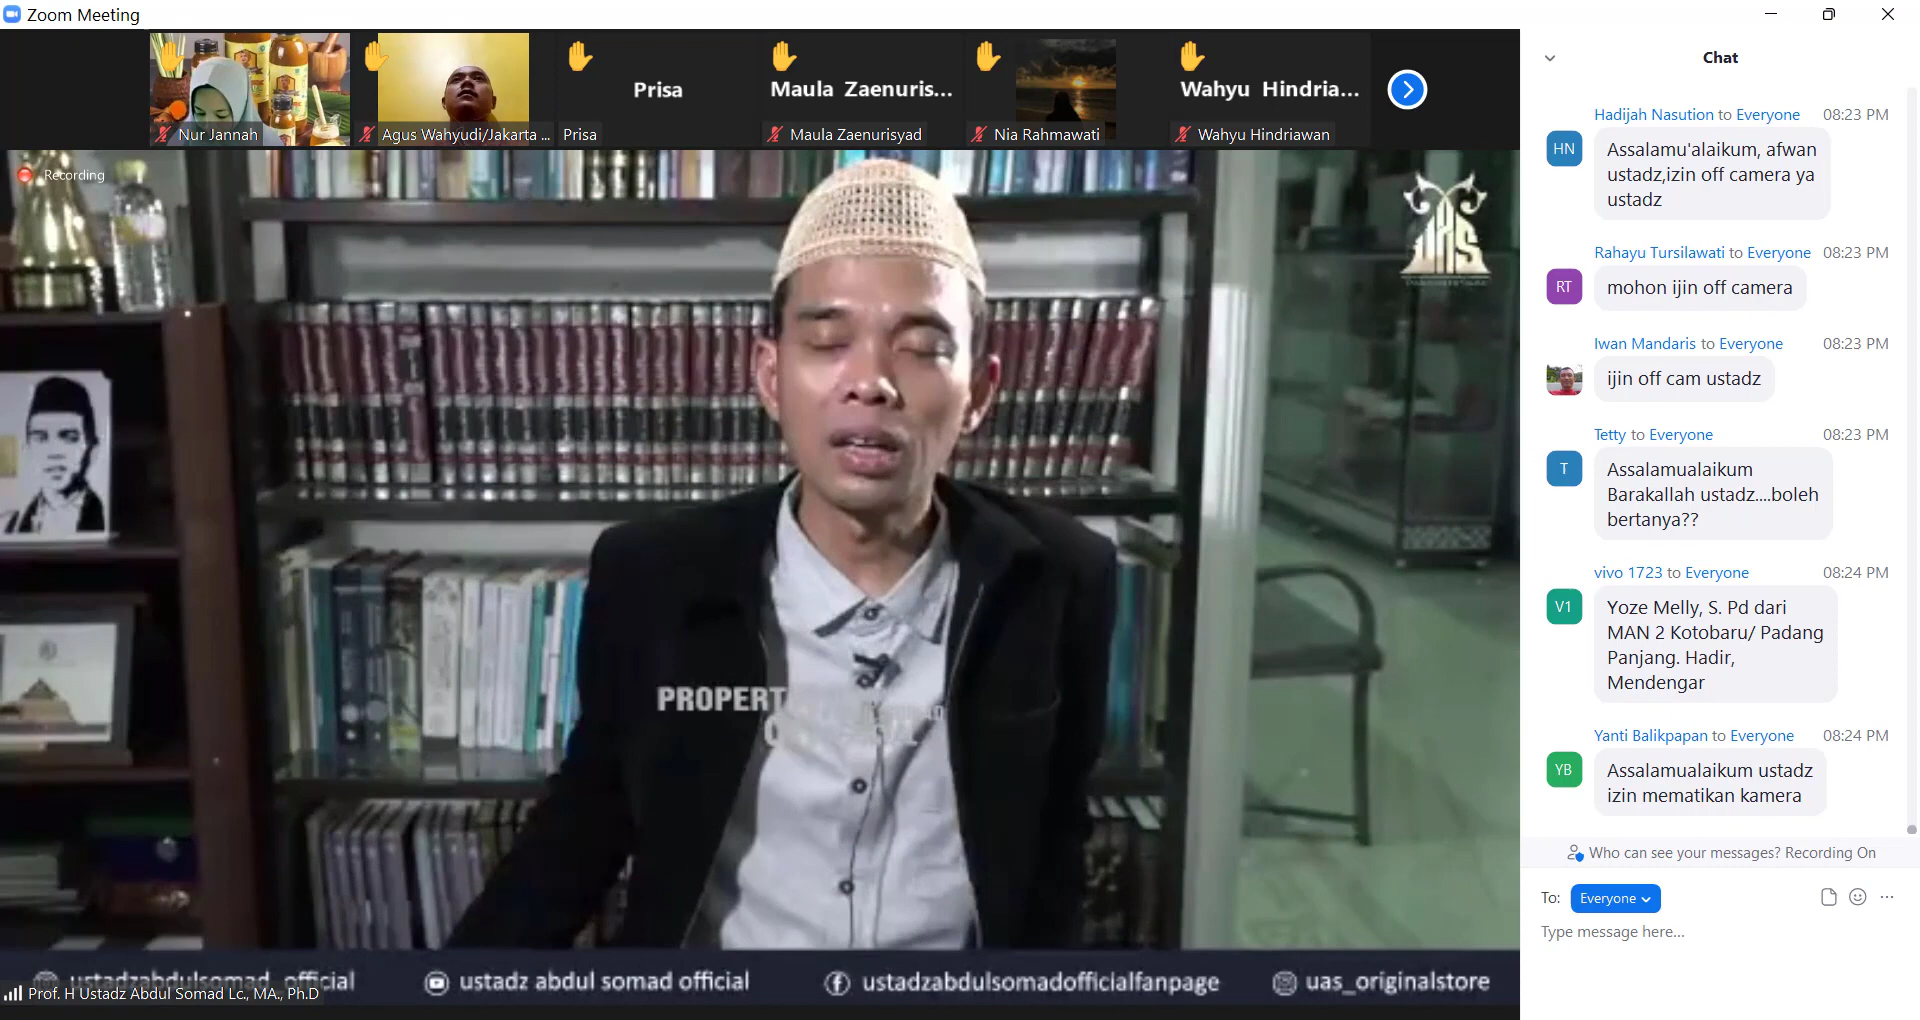 Zoom Meeting
Nur Jannah
Agus Wahyudi/Jakarta ...
Prisa
Prisa
Maula Zaenuris...
Maula Zaenurisyad
Nia Rahmawati
Wahyu Hindria...
Wahyu Hindriawan
Recording
UAS
PROPERT
ustadzabdulsomad_official
ustadz abdul somad official
ustadzabdulsomadofficialfanpage
uas_originalstore
Prof. H Ustadz Abdul Somad Lc., MA., Ph.D
Chat
Hadijah Nasution to Everyone 08:23 PM
HN
Assalamu'alaikum, afwan
ustadz,izin off camera ya
ustadz
Rahayu Tursilawati to Everyone 08:23 PM
RT
mohon ijin off camera
Iwan Mandaris to Everyone 08:23 PM
ijin off cam ustadz
Tetty to Everyone 08:23 PM
T
Assalamualaikum
Barakallah ustadz....boleh
bertanya??
vivo 1723 to Everyone 08:24 PM
V1
Yoze Melly, S. Pd dari
MAN 2 Kotobaru/ Padang
Panjang. Hadir,
Mendengar
Yanti Balikpapan to Everyone 08:24 PM
YB
Assalamualaikum ustadz
izin mematikan kamera
Who can see your messages? Recording On
To: Everyone
Type message here...